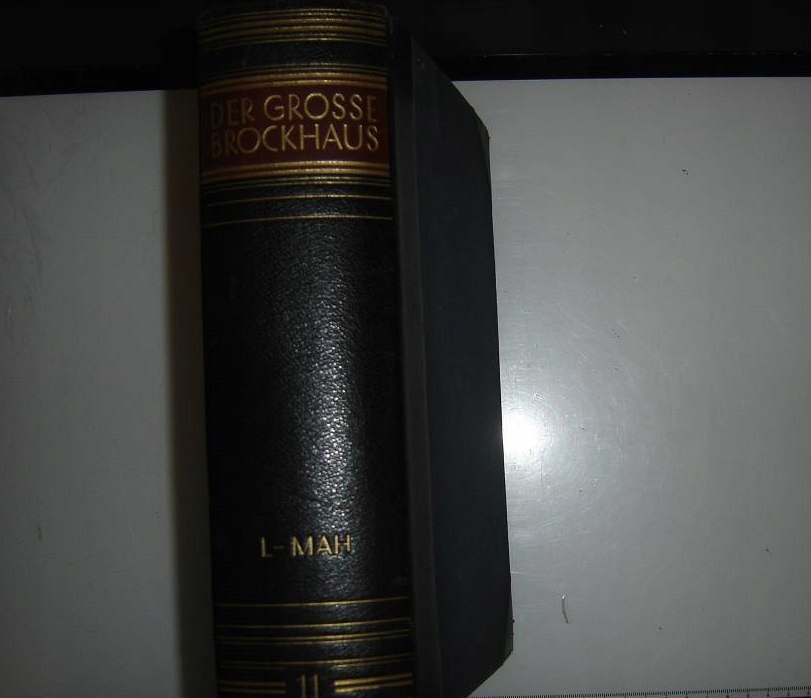 DER GROSSE
BROCKHAUS
L-MAH
11